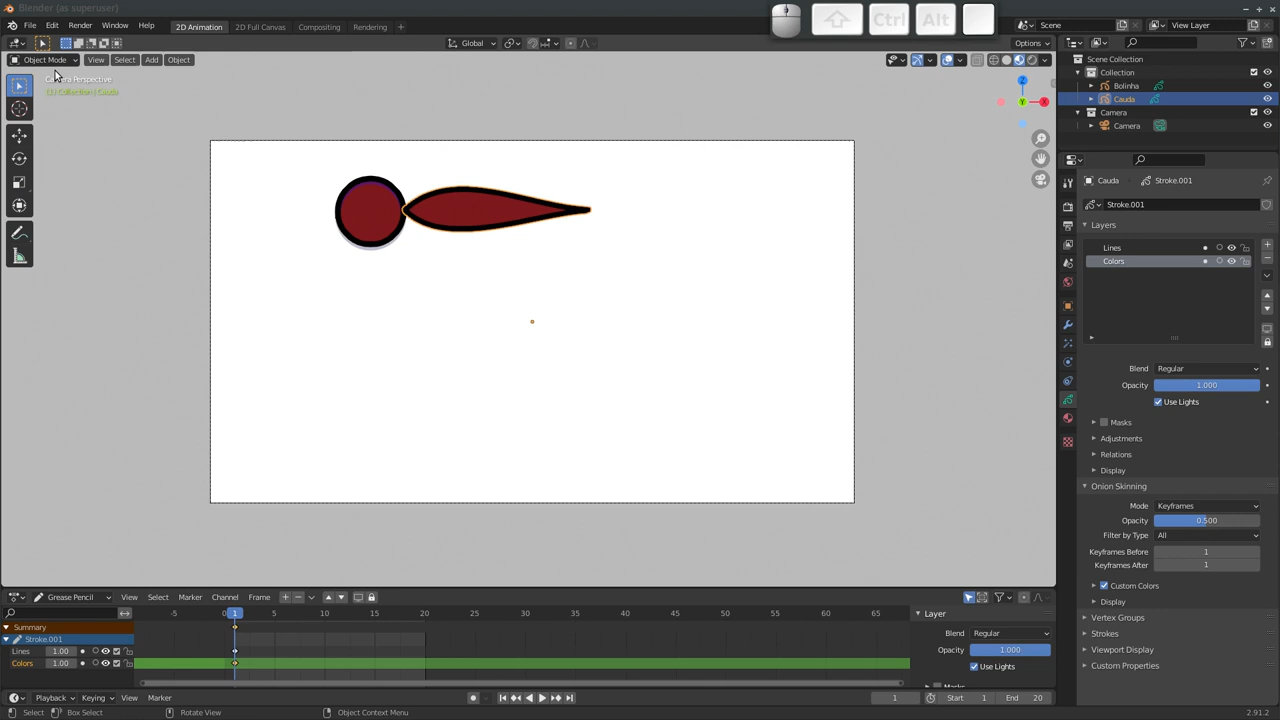 Blender (as superuser)
File Edit Render Window Help 2D Animation 2D Full Canvas Compositing Rendering Ctrl Alt Scene View Layer
Global Options
Object Mode View Select Add Object
Camera Perspective
(1) Collection | Cauda
Z
Y X
Scene Collection
Collection
Bolinha
Cauda
Camera
Camera
Cauda Stroke.001
Stroke.001
Layers
Lines
Colors
Blend Regular
Opacity 1.000
Use Lights
Masks
Adjustments
Relations
Display
Onion Skinning
Mode Keyframes
Opacity 0.500
Filter by Type All
Keyframes Before 1
Keyframes After 1
Custom Colors
Display
Vertex Groups
Strokes
Viewport Display
Custom Properties
Grease Pencil View Select Marker Channel Frame
-5 0 1 5 10 15 20 25 30 35 40 45 50 55 60 65
Summary
Stroke.001
Lines 1.00
Colors 1.00
Layer
Blend Regular
Opacity 1.000
Use Lights
Playback Keying View Marker 1 Start 1 End 20
Select Box Select Rotate View Object Context Menu 2.91.2